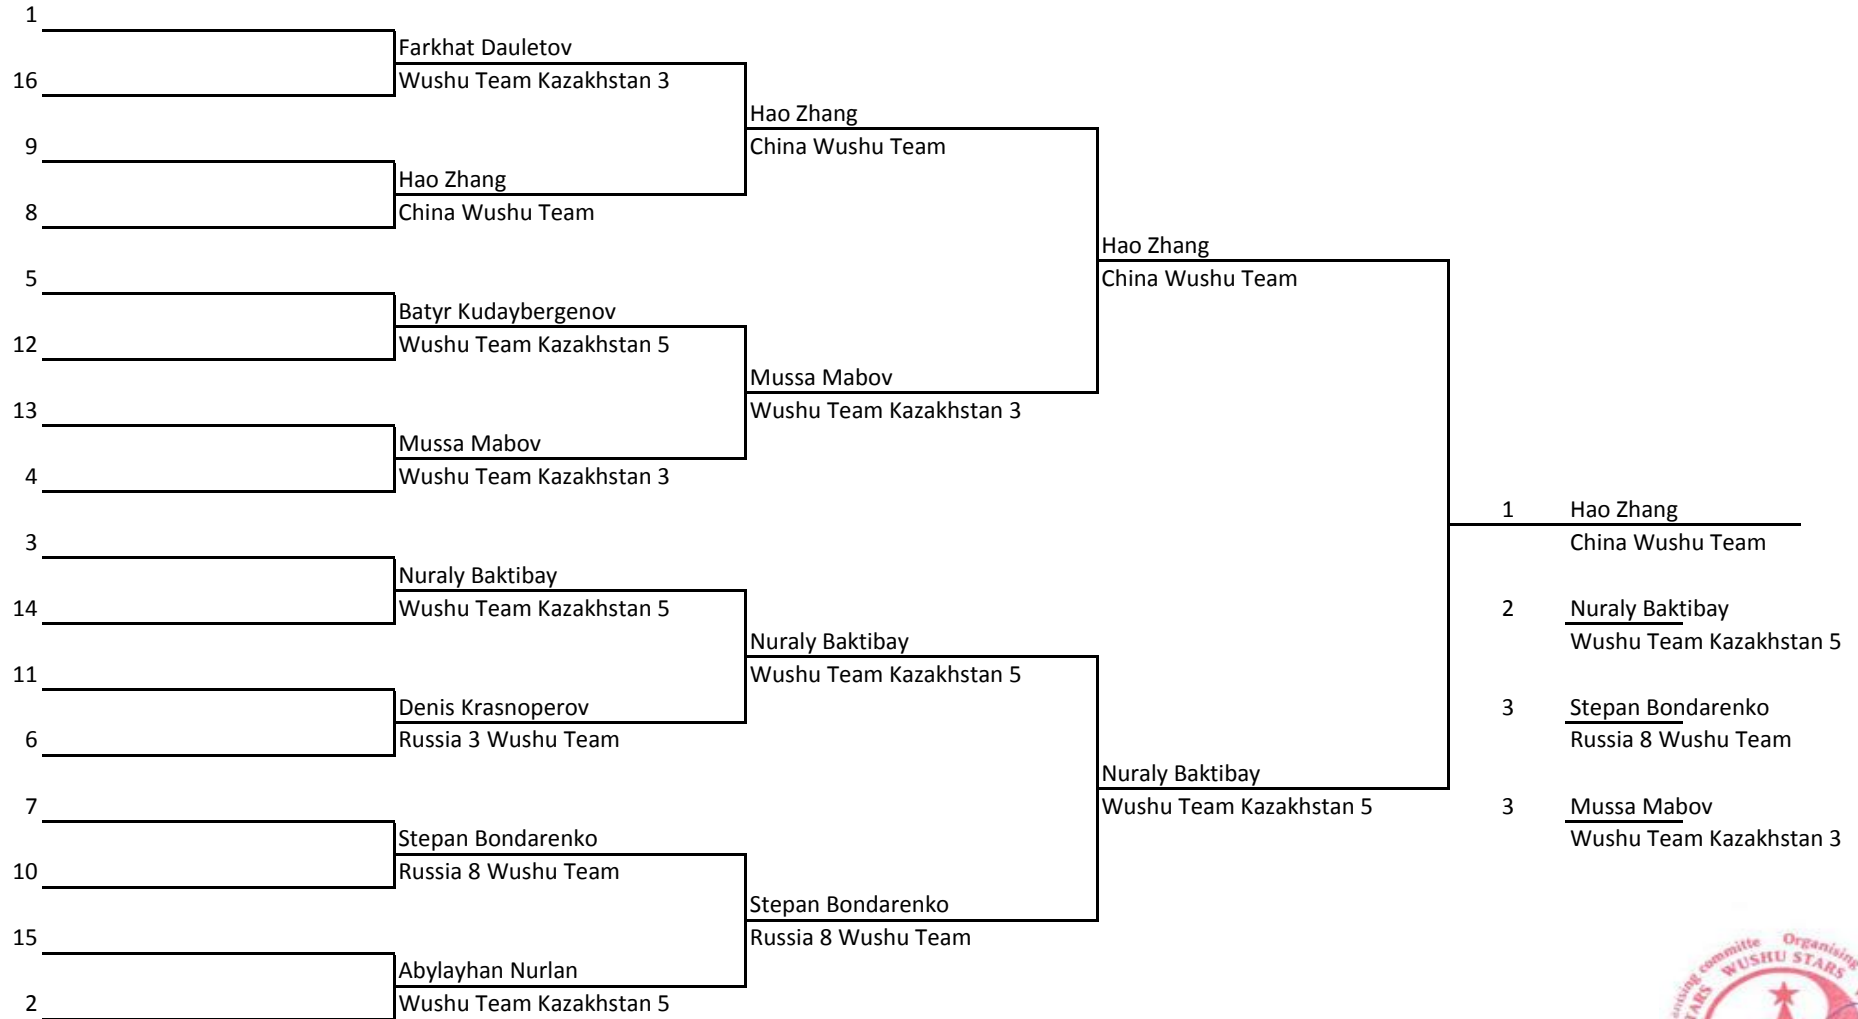 1
Farkhat Dauletov
16
Wushu Team Kazakhstan 3
Hao Zhang
9
China Wushu Team
Hao Zhang
8
China Wushu Team
Hao Zhang
5
China Wushu Team
Batyr Kudaybergenov
12
Wushu Team Kazakhstan 5
Mussa Mabov
13
Wushu Team Kazakhstan 3
Mussa Mabov
4
Wushu Team Kazakhstan 3
1 Hao Zhang
3
China Wushu Team
Nuraly Baktibay
14
Wushu Team Kazakhstan 5
2 Nuraly Baktibay
Nuraly Baktibay
Wushu Team Kazakhstan 5
11
Wushu Team Kazakhstan 5
Denis Krasnoperov
3 Stepan Bondarenko
6
Russia 3 Wushu Team
Russia 8 Wushu Team
Nuraly Baktibay
7
Wushu Team Kazakhstan 5
3 Mussa Mabov
Stepan Bondarenko
Wushu Team Kazakhstan 3
10
Russia 8 Wushu Team
Stepan Bondarenko
15
Russia 8 Wushu Team
Abylayhan Nurlan
2
Wushu Team Kazakhstan 5
committe Organising
WUSHU STARS